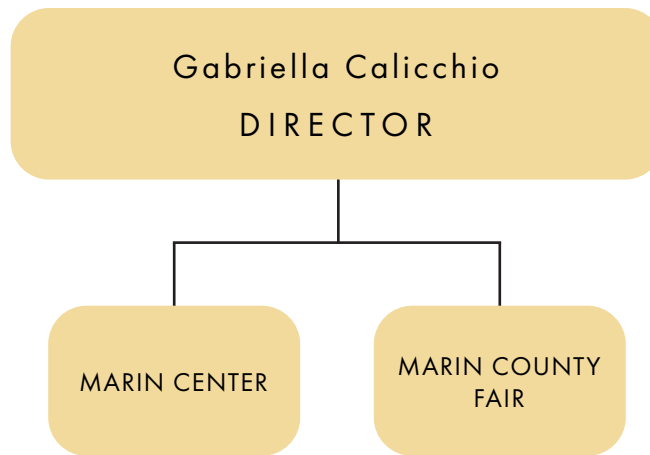 Gabriella Calicchio
DIRECTOR
MARIN CENTER
MARIN COUNTY
FAIR